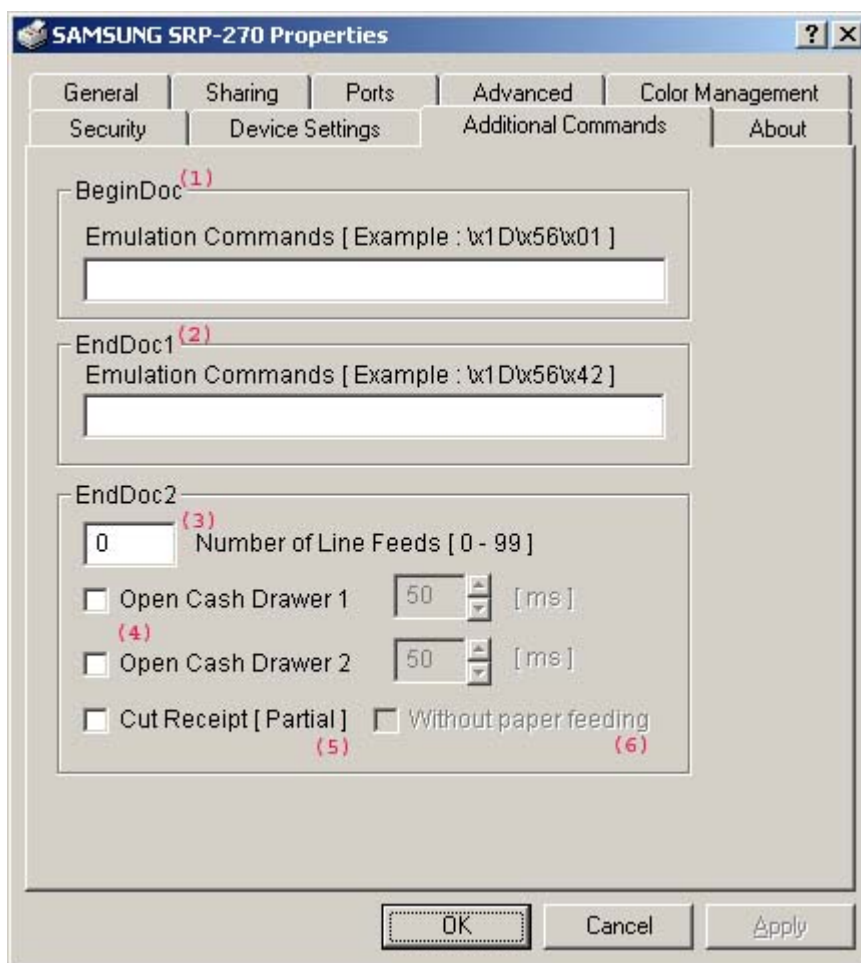 SAMSUNG SRP-270 Properties
General Sharing Ports Advanced Color Management
Security Device Settings Additional Commands About
BeginDoc (1)
Emulation Commands [ Example : \x1D\x56\x01 ]
EndDoc1 (2)
Emulation Commands [ Example : \x1D\x56\x42 ]
EndDoc2
0 (3) Number of Line Feeds [ 0 - 99 ]
Open Cash Drawer 1 50 [ ms ]
(4)
Open Cash Drawer 2 50 [ ms ]
Cut Receipt [ Partial ] Without paper feeding
(5) (6)
OK Cancel Apply